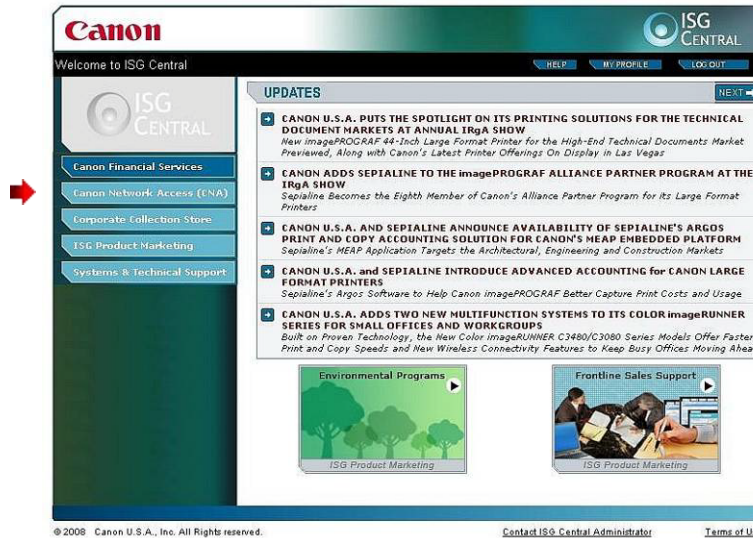 Canon
ISG
CENTRAL
Welcome to ISG Central
HELP
MY PROFILE
LOG OUT
ISG
CENTRAL
Canon Financial Services
Canon Network Access (CNA)
Corporate Collection Store
ISG Product Marketing
Systems & Technical Support
UPDATES
NEXT
CANON U.S.A. PUTS THE SPOTLIGHT ON ITS PRINTING SOLUTIONS FOR THE TECHNICAL
DOCUMENT MARKETS AT ANNUAL IRgA SHOW
New imagePROGRAF 44-Inch Large Format Printer for the High-End Technical Documents Market
Previewed, Along with Canon's Latest Printer Offerings On Display in Las Vegas
CANON ADDS SEPIALINE TO THE imagePROGRAF ALLIANCE PARTNER PROGRAM AT THE
IRgA SHOW
Sepialine Becomes the Eighth Member of Canon's Alliance Partner Program for its Large Format
Printers
CANON U.S.A. AND SEPIALINE ANNOUNCE AVAILABILITY OF SEPIALINE'S ARGOS
PRINT AND COPY ACCOUNTING SOLUTION FOR CANON'S MEAP EMBEDDED PLATFORM
Sepialine's MEAP Application Targets the Architectural, Engineering and Construction Markets
CANON U.S.A. and SEPIALINE INTRODUCE ADVANCED ACCOUNTING for CANON LARGE
FORMAT PRINTERS
Sepialine's Argos Software to Help Canon imagePROGRAF Better Capture Print Costs and Usage
CANON U.S.A. ADDS TWO NEW MULTIFUNCTION SYSTEMS TO ITS COLOR imageRUNNER
SERIES FOR SMALL OFFICES AND WORKGROUPS
Built on Proven Technology, the New Color imageRUNNER C3480/C3080 Series Models Offer Faster
Print and Copy Speeds and New Wireless Connectivity Features to Keep Busy Offices Moving Ahea
Environmental Programs
ISG Product Marketing
Frontline Sales Support
ISG Product Marketing
© 2008 Canon U.S.A., Inc. All Rights reserved.
Contact ISG Central Administrator
Terms of U